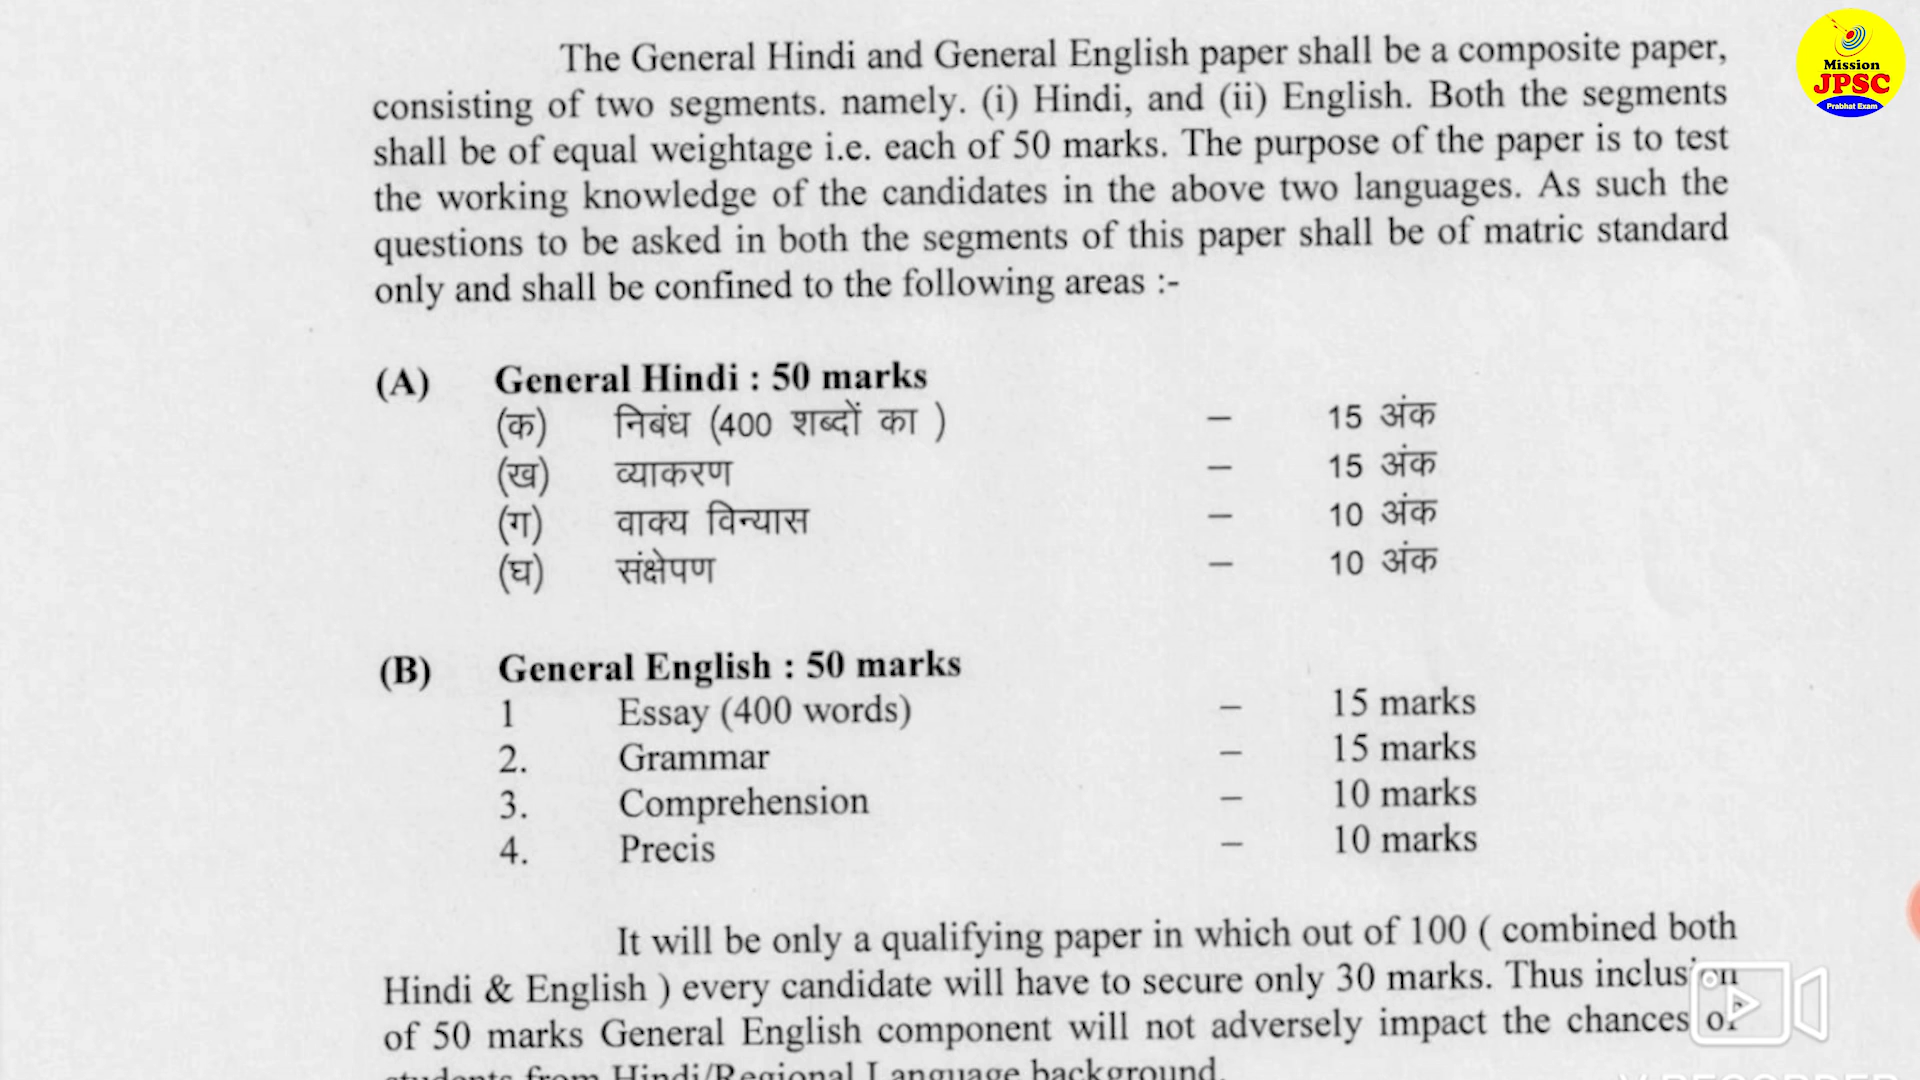 The General Hindi and General English paper shall be a composite paper,
consisting of two segments. namely. (i) Hindi, and (ii) English. Both the segments
shall be of equal weightage i.e. each of 50 marks. The purpose of the paper is to test
the working knowledge of the candidates in the above two languages. As such the
questions to be asked in both the segments of this paper shall be of matric standard
only and shall be confined to the following areas :-
(A) General Hindi : 50 marks
(क) निबंध (400 शब्दों का ) – 15 अंक
(ख) व्याकरण – 15 अंक
(ग) वाक्य विन्यास – 10 अंक
(घ) संक्षेपण – 10 अंक
(B) General English : 50 marks
1 Essay (400 words) – 15 marks
2. Grammar – 15 marks
3. Comprehension – 10 marks
4. Precis – 10 marks
It will be only a qualifying paper in which out of 100 ( combined both
Hindi & English ) every candidate will have to secure only 30 marks. Thus inclusion
of 50 marks General English component will not adversely impact the chances of
students from Hindi/Regional Language background.
Mission
JPSC
Prabhat Exam